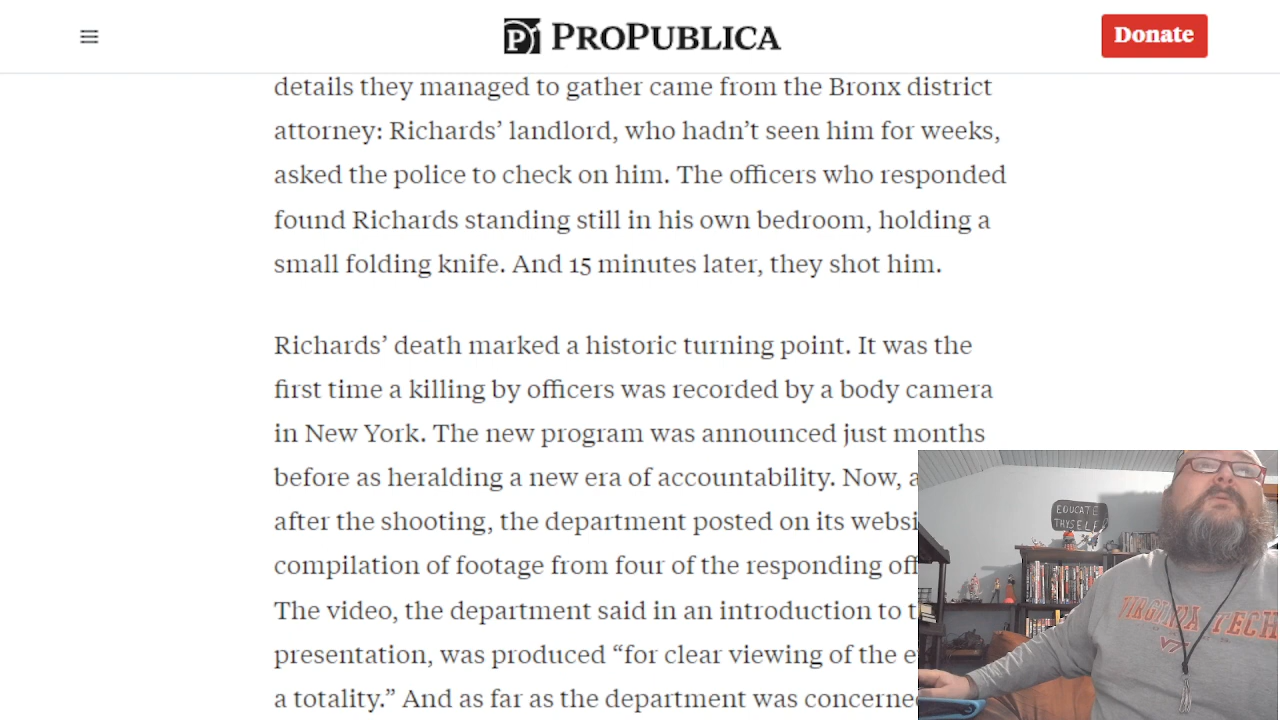 PROPUBLICA
Donate
details they managed to gather came from the Bronx district
attorney: Richards’ landlord, who hadn’t seen him for weeks,
asked the police to check on him. The officers who responded
found Richards standing still in his own bedroom, holding a
small folding knife. And 15 minutes later, they shot him.
Richards’ death marked a historic turning point. It was the
first time a killing by officers was recorded by a body camera
in New York. The new program was announced just months
before as heralding a new era of accountability. Now, a
after the shooting, the department posted on its websi
compilation of footage from four of the responding off
The video, the department said in an introduction to t
presentation, was produced “for clear viewing of the e
a totality.” And as far as the department was concerne
EDUCATE
THYSELF
VIRGINIA TECH
VT